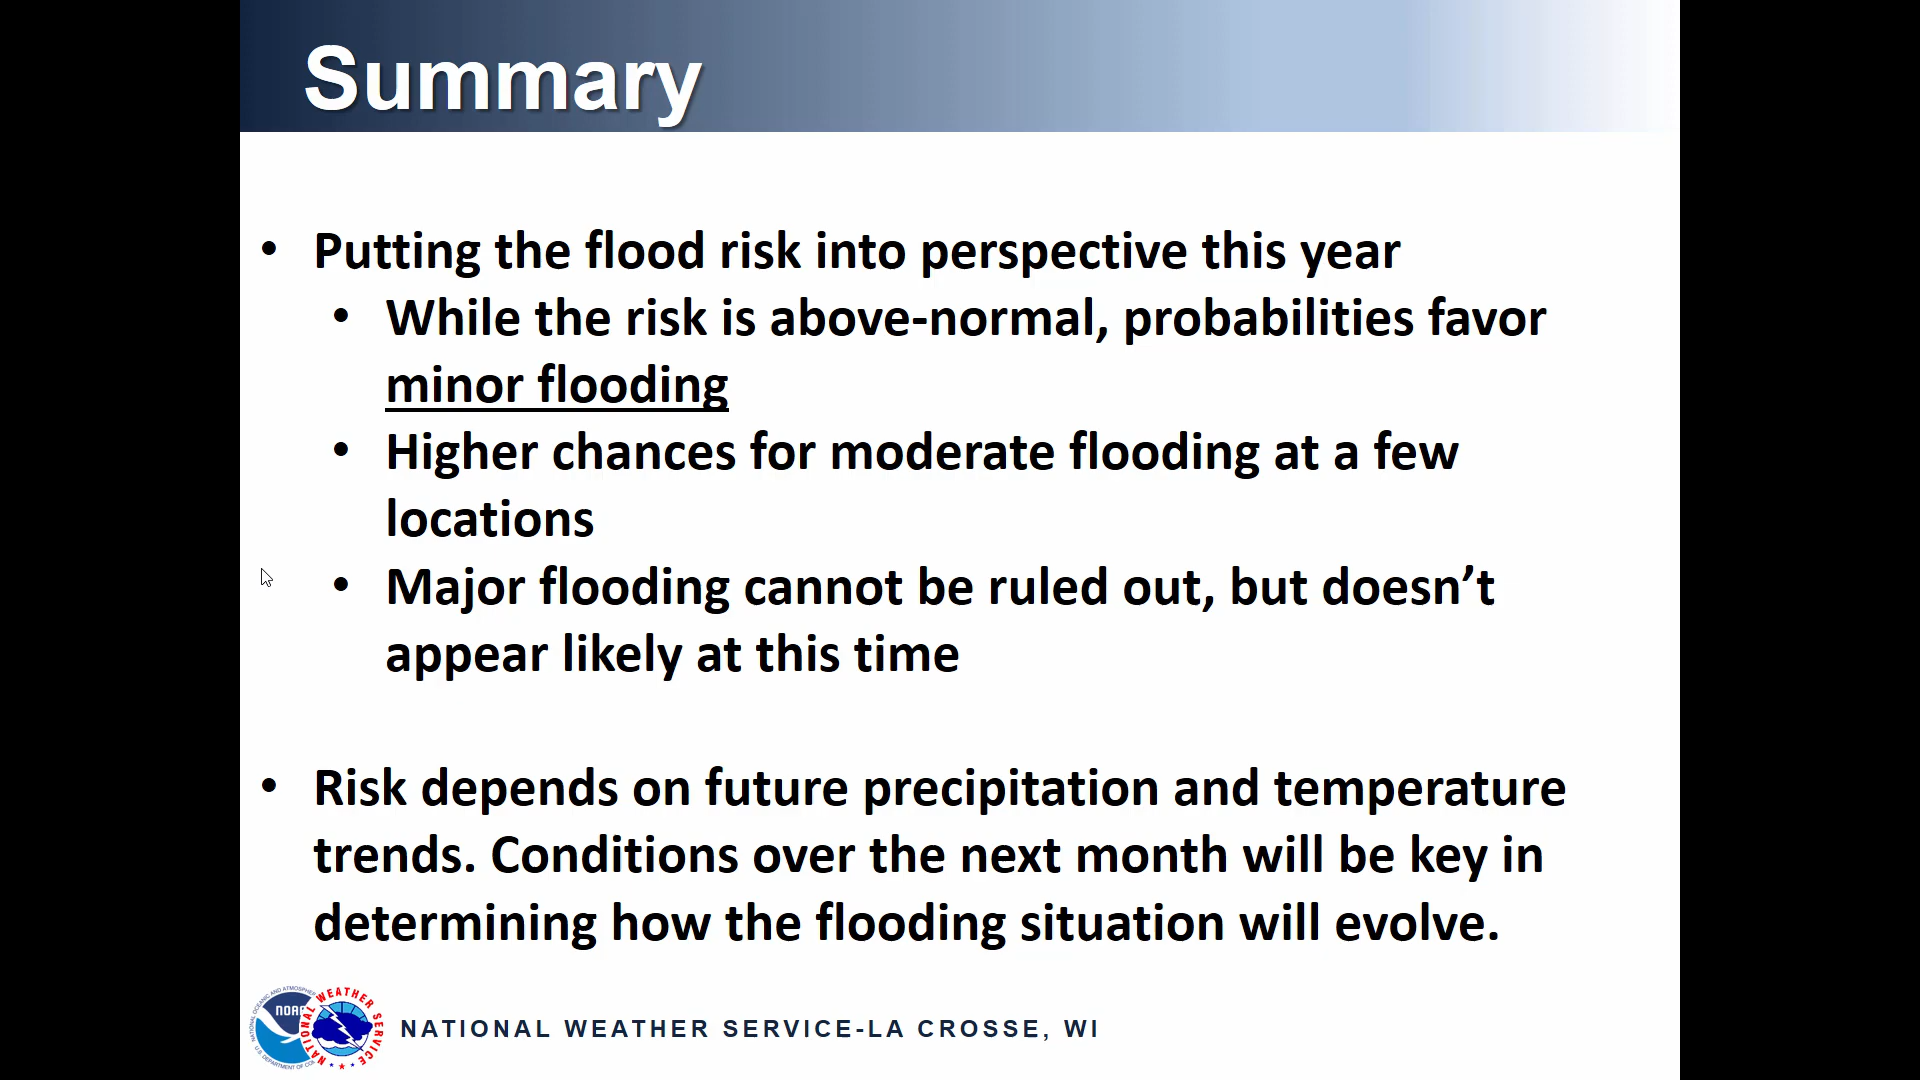 Summary
• Putting the flood risk into perspective this year
• While the risk is above-normal, probabilities favor
minor flooding
• Higher chances for moderate flooding at a few
locations
• Major flooding cannot be ruled out, but doesn’t
appear likely at this time
• Risk depends on future precipitation and temperature
trends. Conditions over the next month will be key in
determining how the flooding situation will evolve.
NATIONAL WEATHER SERVICE
NATIONAL WEATHER SERVICE-LA CROSSE, WI